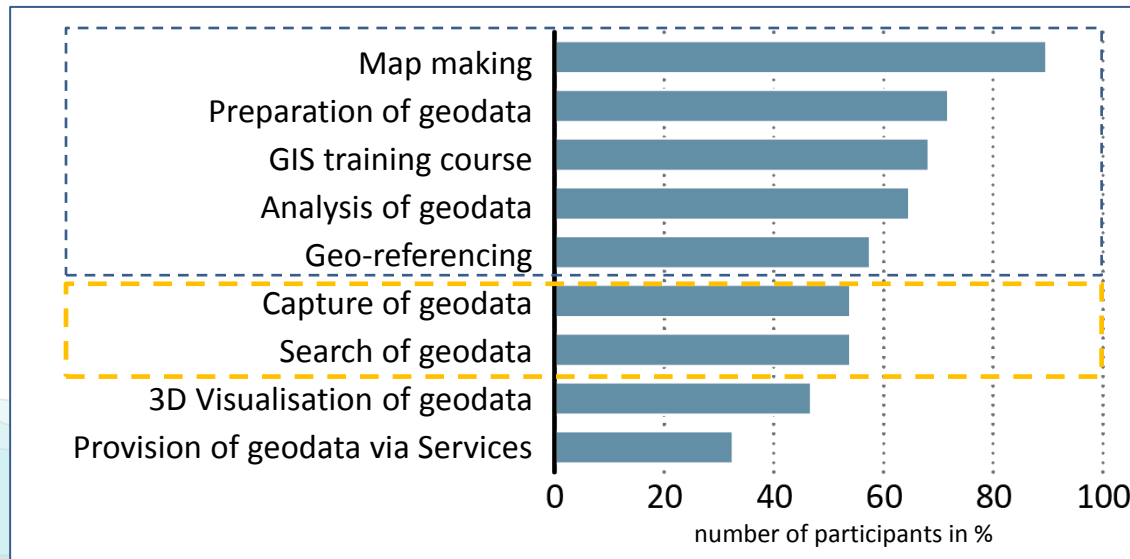 Map making
Preparation of geodata
GIS training course
Analysis of geodata
Geo-referencing
Capture of geodata
Search of geodata
3D Visualisation of geodata
Provision of geodata via Services
0 20 40 60 80 100
number of participants in %